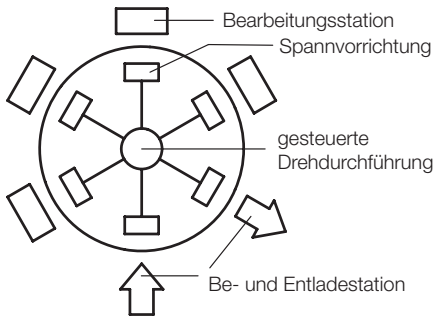 Bearbeitungsstation
Spannvorrichtung
gesteuerte
Drehdurchführung
Be- und Entladestation